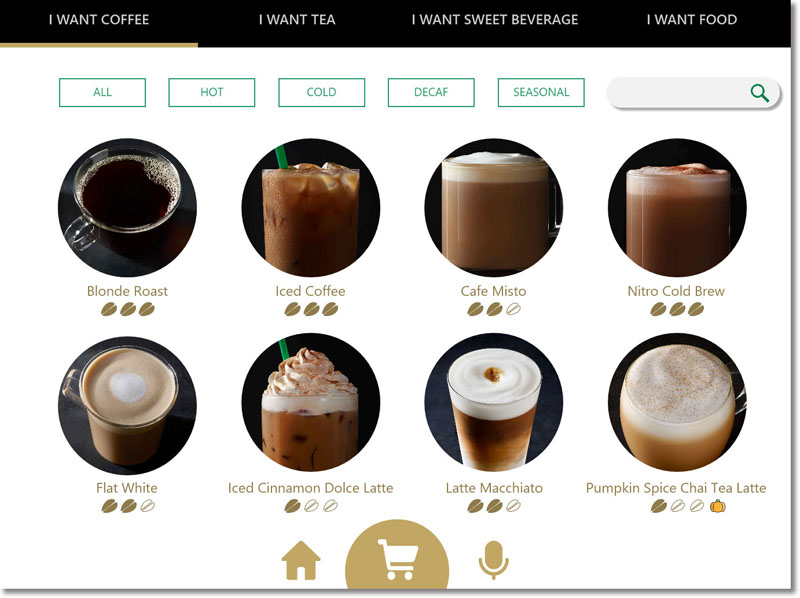 I WANT COFFEE
I WANT TEA
I WANT SWEET BEVERAGE
I WANT FOOD
ALL
HOT
COLD
DECAF
SEASONAL
Blonde Roast
Iced Coffee
Cafe Misto
Nitro Cold Brew
Flat White
Iced Cinnamon Dolce Latte
Latte Macchiato
Pumpkin Spice Chai Tea Latte